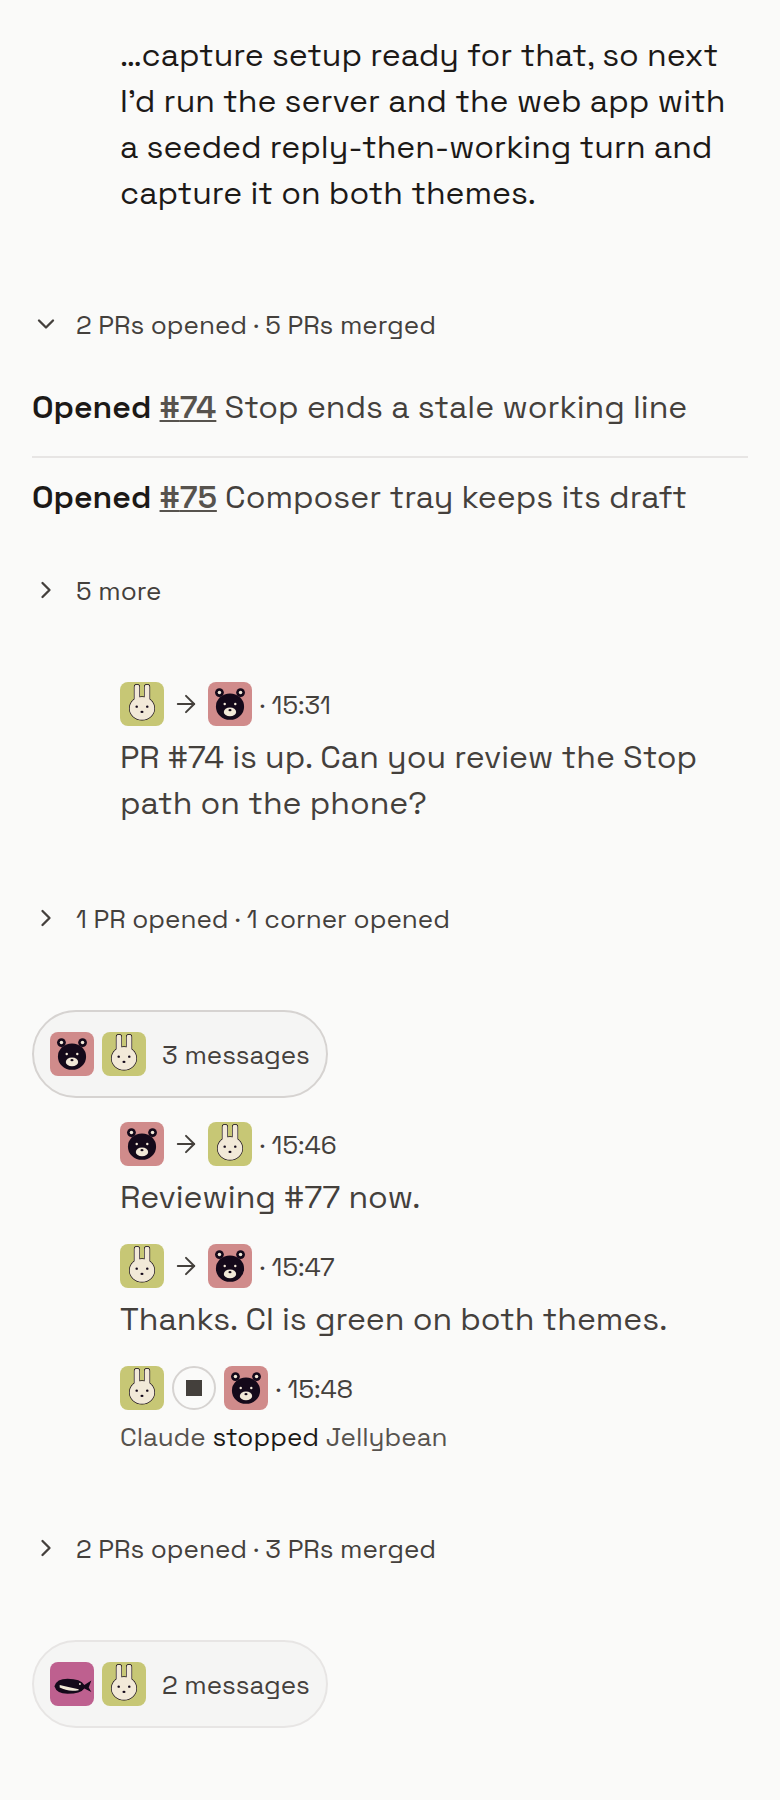 …capture setup ready for that, so next
I’d run the server and the web app with
a seeded reply-then-working turn and
capture it on both themes.
2 PRs opened · 5 PRs merged
Opened #74 Stop ends a stale working line
Opened #75 Composer tray keeps its draft
5 more
· 15:31
PR #74 is up. Can you review the Stop
path on the phone?
1 PR opened · 1 corner opened
3 messages
· 15:46
Reviewing #77 now.
· 15:47
Thanks. CI is green on both themes.
· 15:48
Claude stopped Jellybean
2 PRs opened · 3 PRs merged
2 messages